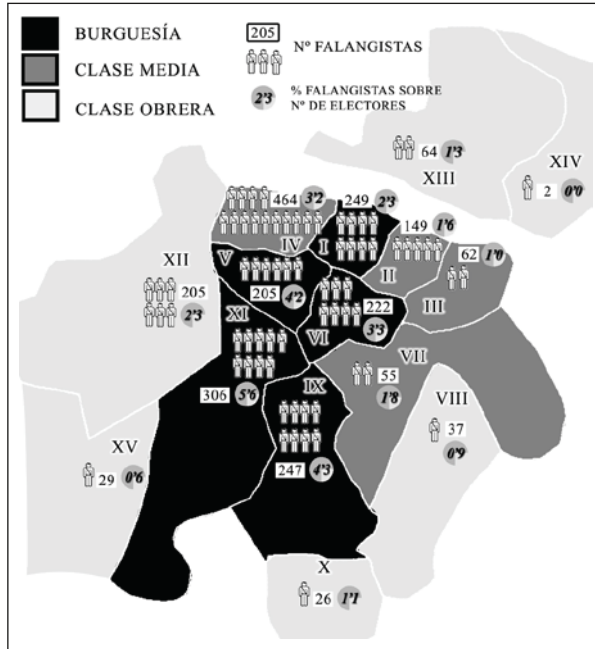 BURGUESÍA
CLASE MEDIA
CLASE OBRERA
205
Nº FALANGISTAS
2'3
% FALANGISTAS SOBRE
Nº DE ELECTORES
64 1'3
XIII
XIV
2 0'0
464 3'2
IV
249 2'3
I
149 1'6
II
62 1'0
III
XII
205
2'3
V
205 4'2
222
VI 3'3
XI
306 5'6
VII
55
1'8
IX
247 4'3
VIII
37
0'9
XV
29 0'6
X
26 1'1